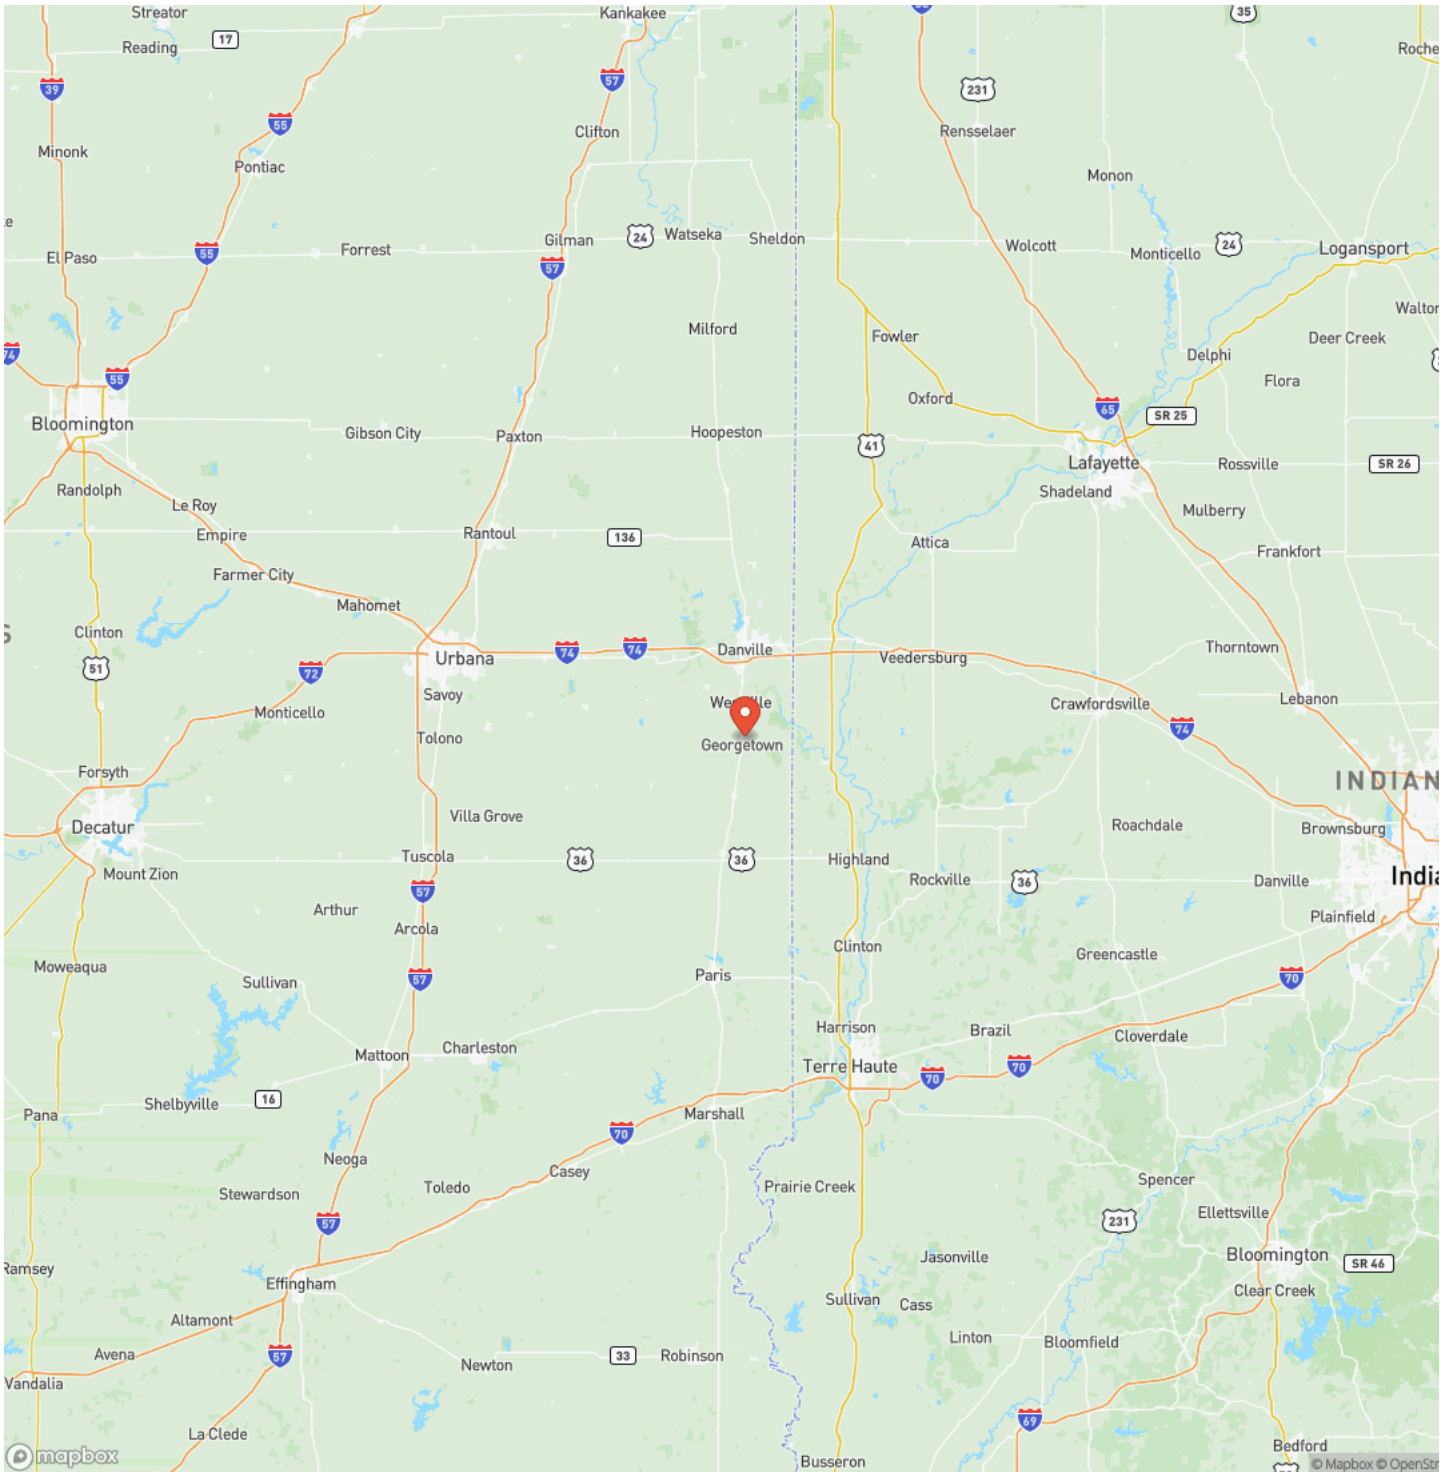 Streator
Kankakee
35
17
Reading
Roche
39
57
231
55
Clifton
Rensselaer
Minonk
Pontiac
Monon
El Paso
55
Forrest
Gilman
24
Watseka
Sheldon
Wolcott
Monticello
24
Logansport
57
Milford
Fowler
Walton
Deer Creek
74
55
Delphi
Flora
Oxford
65
SR 25
Bloomington
Gibson City
Paxton
Hoopeston
41
Lafayette
Rossville
SR 26
Randolph
Shadeland
Le Roy
Mulberry
Empire
Rantoul
136
Attica
Frankfort
Farmer City
Mahomet
S
Clinton
51
72
Urbana
74
74
Danville
Veedersburg
Thorntown
Savoy
Lebanon
Monticello
Crawfordsville
74
Tolono
Georgetown
Forsyth
INDIAN
Villa Grove
Decatur
Roachdale
Brownsburg
Tuscola
36
36
Highland
Mount Zion
57
Rockville
36
Danville
India
Arthur
Arcola
Plainfield
Clinton
Greencastle
Moweaqua
Sullivan
57
Paris
70
Harrison
Brazil
Cloverdale
Mattoon
Charleston
Terre Haute
70
70
Pana
Shelbyville
16
Marshall
70
Neoga
Casey
Stewardson
Toledo
Prairie Creek
Spencer
57
231
Ellettsville
Ramsey
Effingham
Jasonville
Bloomington
SR 46
Altamont
Sullivan
Cass
Clear Creek
Avena
57
Newton
33
Robinson
Linton
Bloomfield
Vandalia
La Clede
69
Bedford
mapbox
Busseron
© Mapbox © OpenStr